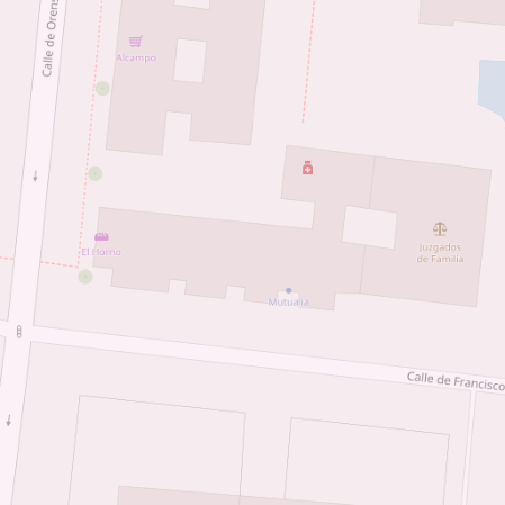 Calle de Orens
Alcampo
Juzgados
de Familia
El Horno
Mutualia
Calle de Francisco